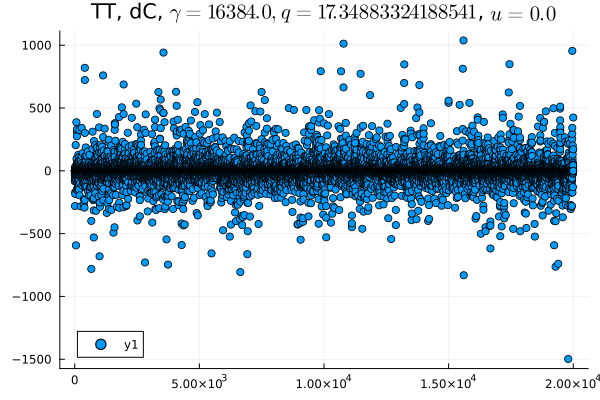 TT, dC, γ = 16384.0, q = 17.34883324188541, u = 0.0
1000
500
0
−500
−1000
−1500
y1
0 5.00×10³ 1.00×10⁴ 1.50×10⁴ 2.00×10⁴